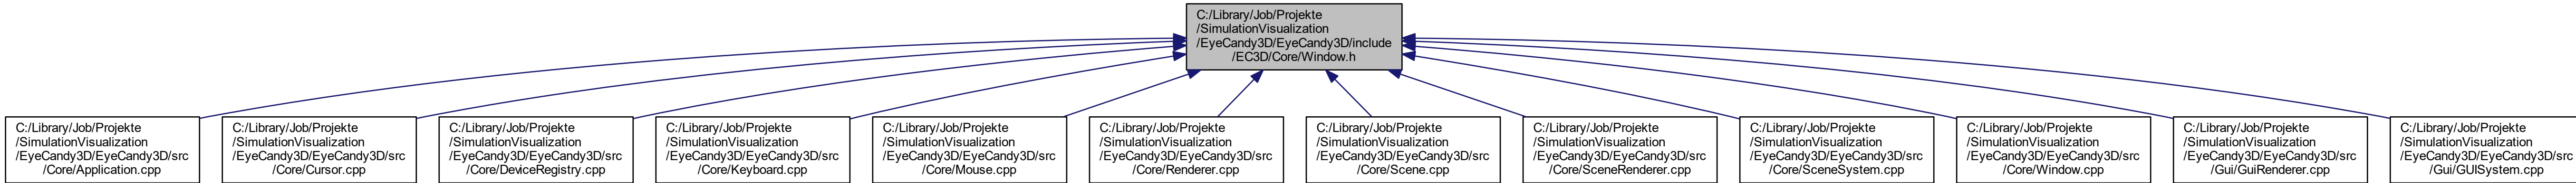 C:/Library/Job/Projekte
/SimulationVisualization
/EyeCandy3D/EyeCandy3D/include
/EC3D/Core/Window.h
C:/Library/Job/Projekte
/SimulationVisualization
/EyeCandy3D/EyeCandy3D/src
/Core/Application.cpp
C:/Library/Job/Projekte
/SimulationVisualization
/EyeCandy3D/EyeCandy3D/src
/Core/Cursor.cpp
C:/Library/Job/Projekte
/SimulationVisualization
/EyeCandy3D/EyeCandy3D/src
/Core/DeviceRegistry.cpp
C:/Library/Job/Projekte
/SimulationVisualization
/EyeCandy3D/EyeCandy3D/src
/Core/Keyboard.cpp
C:/Library/Job/Projekte
/SimulationVisualization
/EyeCandy3D/EyeCandy3D/src
/Core/Mouse.cpp
C:/Library/Job/Projekte
/SimulationVisualization
/EyeCandy3D/EyeCandy3D/src
/Core/Renderer.cpp
C:/Library/Job/Projekte
/SimulationVisualization
/EyeCandy3D/EyeCandy3D/src
/Core/Scene.cpp
C:/Library/Job/Projekte
/SimulationVisualization
/EyeCandy3D/EyeCandy3D/src
/Core/SceneRenderer.cpp
C:/Library/Job/Projekte
/SimulationVisualization
/EyeCandy3D/EyeCandy3D/src
/Core/SceneSystem.cpp
C:/Library/Job/Projekte
/SimulationVisualization
/EyeCandy3D/EyeCandy3D/src
/Core/Window.cpp
C:/Library/Job/Projekte
/SimulationVisualization
/EyeCandy3D/EyeCandy3D/src
/Gui/GuiRenderer.cpp
C:/Library/Job/Projekte
/SimulationVisualization
/EyeCandy3D/EyeCandy3D/src
/Gui/GUISystem.cpp